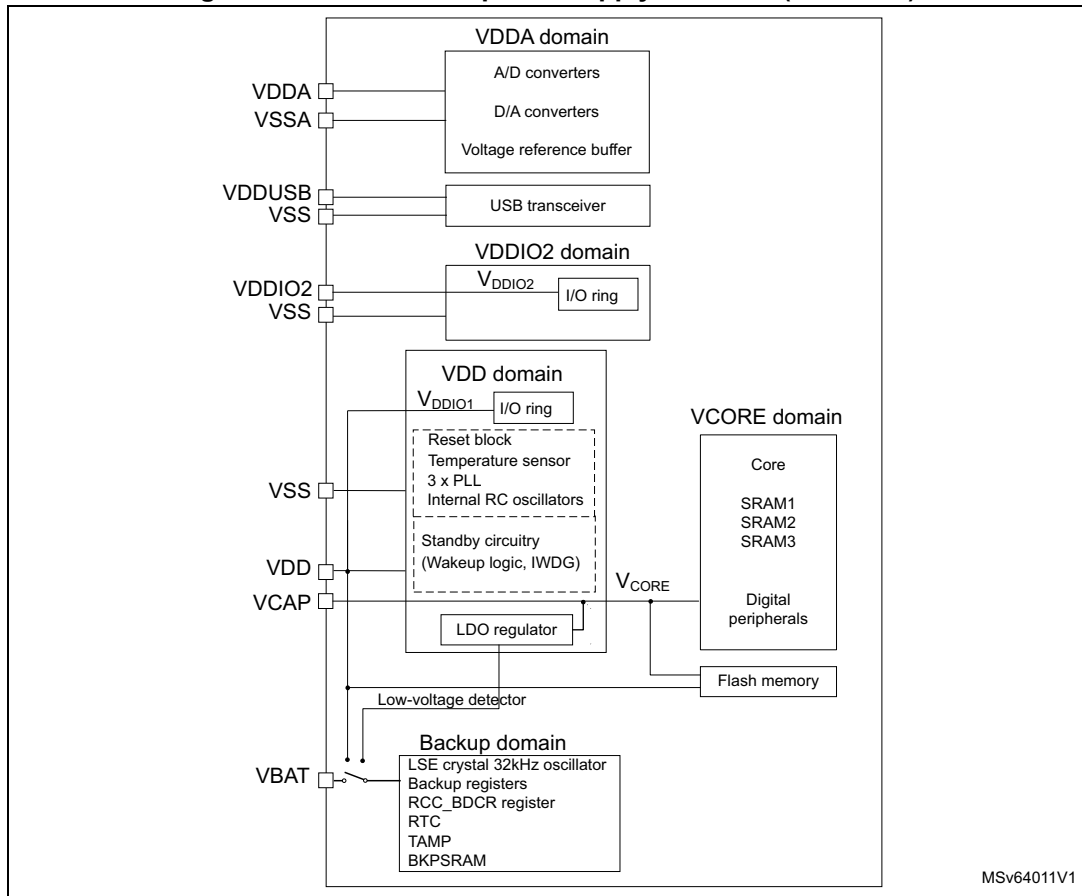 VDDA domain
A/D converters
VDDA
D/A converters
VSSA
Voltage reference buffer
VDDUSB
USB transceiver
VSS
VDDIO2 domain
VDDIO2
VDDIO2
I/O ring
VSS
VDD domain
VDDIO1
I/O ring
VCORE domain
Reset block
Temperature sensor
3 x PLL
Internal RC oscillators
VSS
Core
SRAM1
SRAM2
SRAM3
Standby circuitry
(Wakeup logic, IWDG)
VDD
VCORE
VCAP
Digital
peripherals
LDO regulator
Flash memory
Low-voltage detector
Backup domain
VBAT
LSE crystal 32kHz oscillator
Backup registers
RCC_BDCR register
RTC
TAMP
BKPSRAM
MSv64011V1